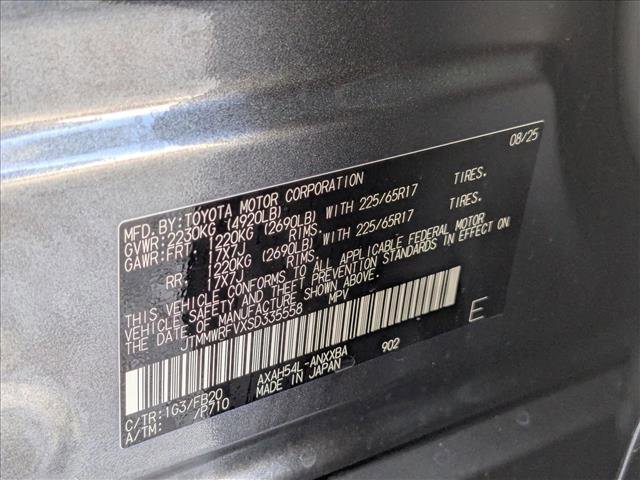 08/25
MFD. BY: TOYOTA MOTOR CORPORATION
GVWR: 2230KG (4920LB)
GAWR: FRT 1220KG (2690LB) WITH 225/65R17 TIRES.
17X7J RIMS.
RR 1220KG (2690LB) WITH 225/65R17 TIRES.
17X7J RIMS.
THIS VEHICLE CONFORMS TO ALL APPLICABLE FEDERAL MOTOR
VEHICLE SAFETY AND THEFT PREVENTION STANDARDS IN EFFECT ON
THE DATE OF MANUFACTURE SHOWN ABOVE.
JTMMWRFVXSD335558 MPV
E
C/TR: 1G3/FB20 AXAH54L-ANXXBA 902
A/TM: /P710 MADE IN JAPAN